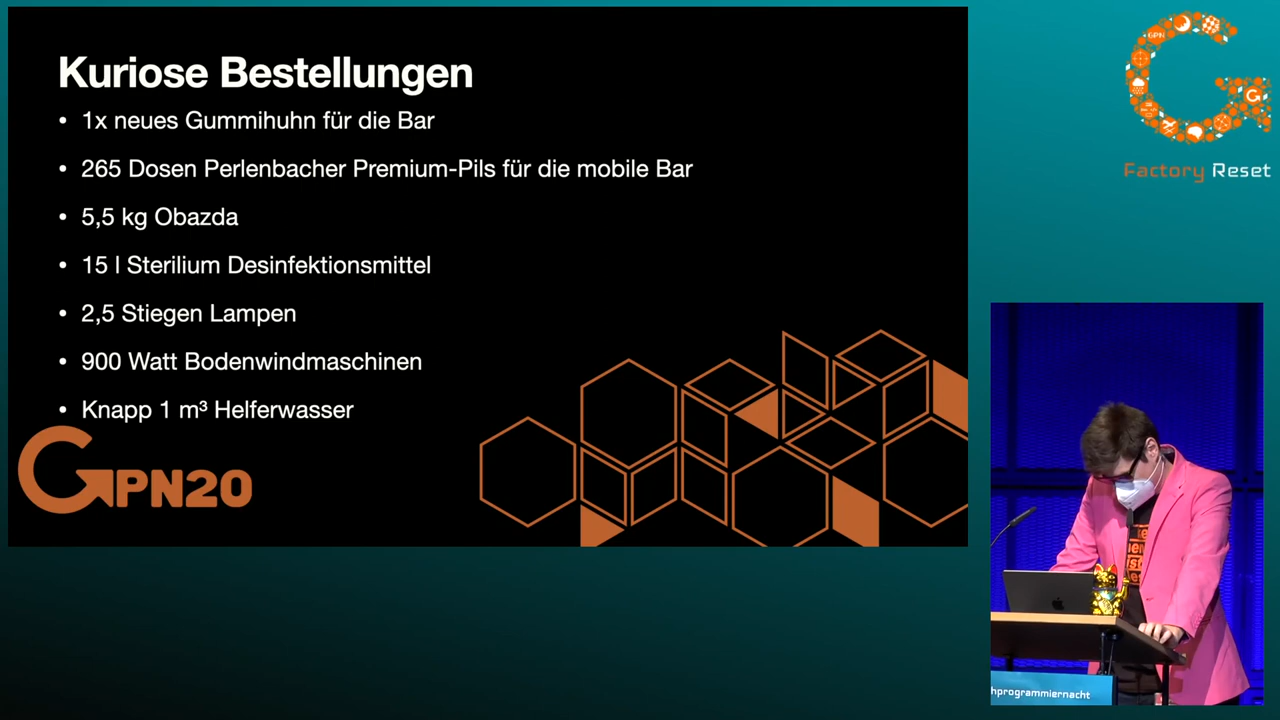 Kuriose Bestellungen
• 1x neues Gummihuhn für die Bar
• 265 Dosen Perlenbacher Premium-Pils für die mobile Bar
• 5,5 kg Obazda
• 15 l Sterilium Desinfektionsmittel
• 2,5 Stiegen Lampen
• 900 Watt Bodenwindmaschinen
• Knapp 1 m³ Helferwasser
GPN20
GPN
Factory Reset
hprogrammiernacht